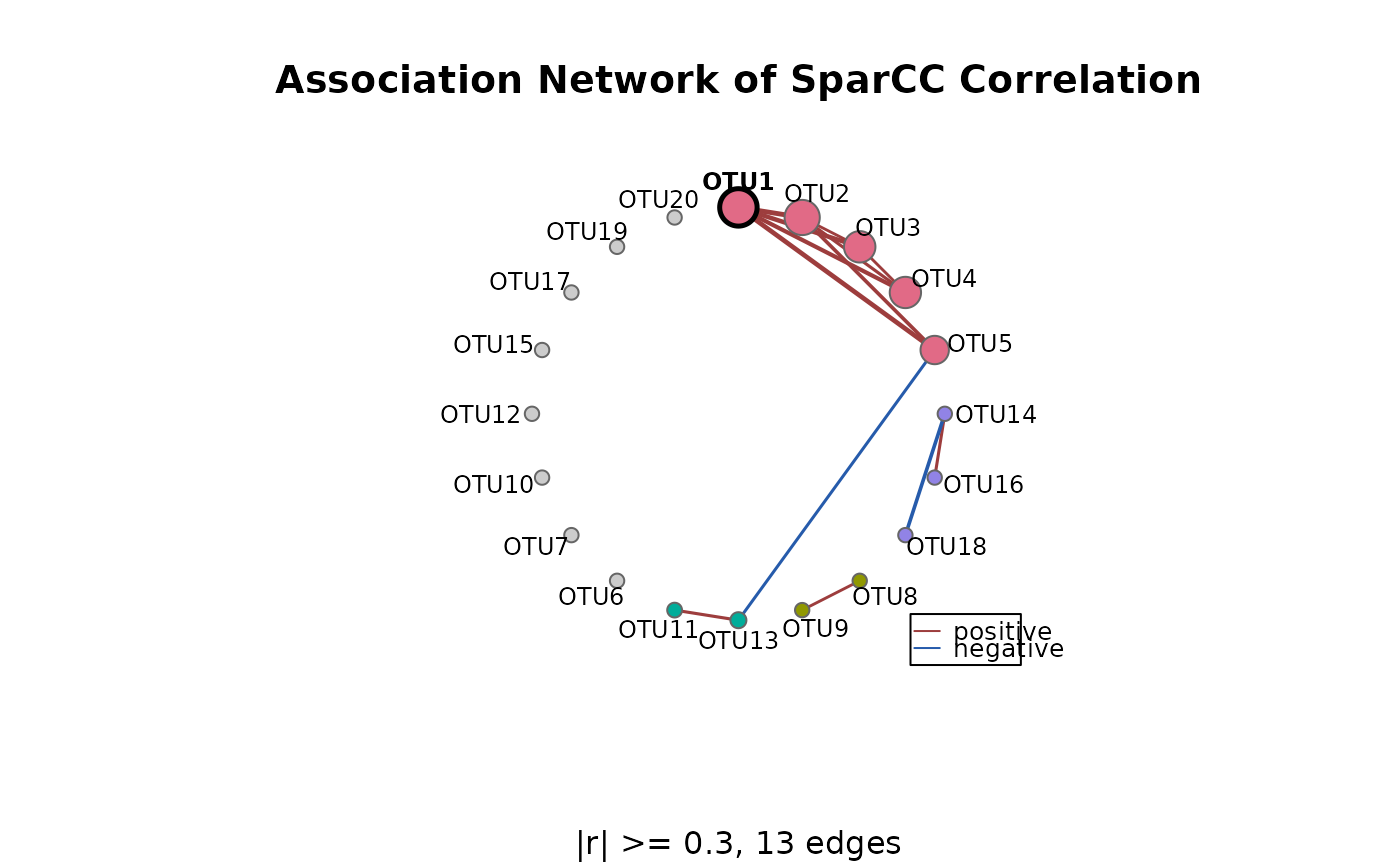 Association Network of SparCC Correlation
OTU1
OTU20
OTU2
OTU19
OTU3
OTU17
OTU4
OTU15
OTU5
OTU12
OTU14
OTU10
OTU16
OTU7
OTU18
OTU6
OTU8
OTU11
OTU13
OTU9
positive
negative
|r| >= 0.3, 13 edges